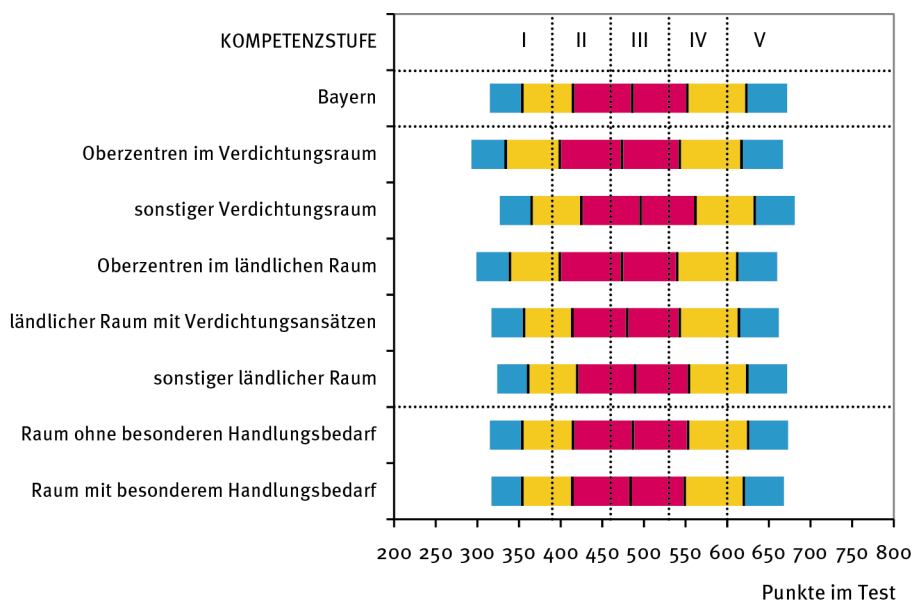 KOMPETENZSTUFE I II III IV V
Bayern
Oberzentren im Verdichtungsraum
sonstiger Verdichtungsraum
Oberzentren im ländlichen Raum
ländlicher Raum mit Verdichtungsansätzen
sonstiger ländlicher Raum
Raum ohne besonderen Handlungsbedarf
Raum mit besonderem Handlungsbedarf
200 250 300 350 400 450 500 550 600 650 700 750 800
Punkte im Test